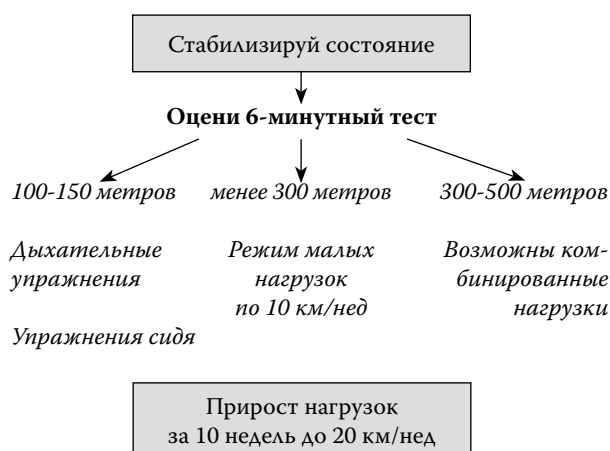 Стабилизируй состояние
Оцени 6-минутный тест
100-150 метров
Дыхательные
упражнения
Упражнения сидя
менее 300 метров
Режим малых
нагрузок
по 10 км/нед
300-500 метров
Возможны ком-
бинированные
нагрузки
Прирост нагрузок
за 10 недель до 20 км/нед